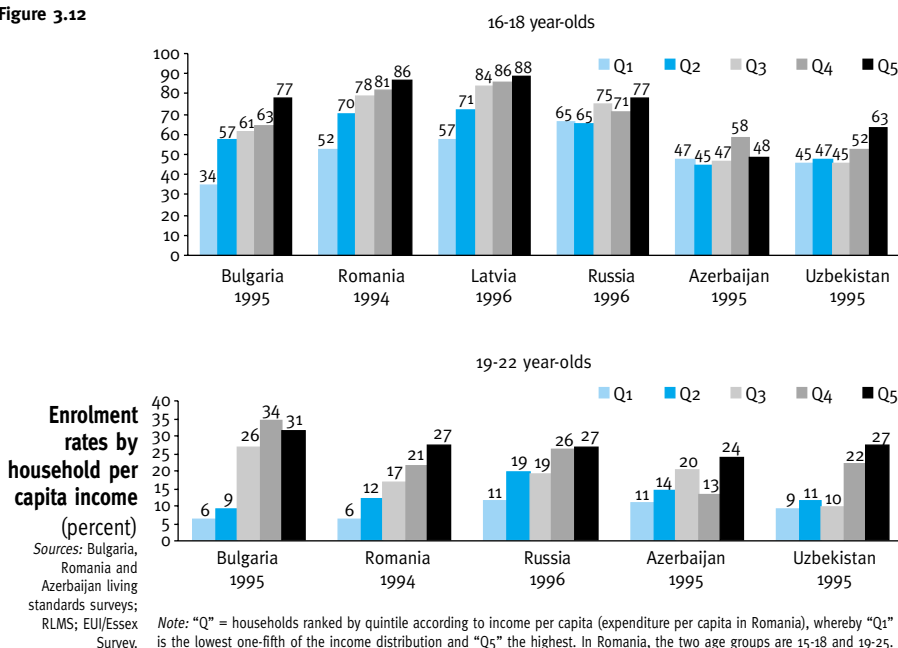 Figure 3.12
16-18 year-olds
Q1 Q2 Q3 Q4 Q5
100
90
80
70
60
50
40
30
20
10
0
34 57 61 63 77
52 70 78 81 86
57 71 84 86 88
65 65 75 71 77
47 45 47 58 48
45 47 45 52 63
Bulgaria Romania Latvia Russia Azerbaijan Uzbekistan
1995 1994 1996 1996 1995 1995
19-22 year-olds
Q1 Q2 Q3 Q4 Q5
40
35
30
25
20
15
10
5
0
6 9 26 34 31
6 12 17 21 27
11 19 19 26 27
11 14 20 13 24
9 11 10 22 27
Bulgaria Romania Russia Azerbaijan Uzbekistan
1995 1994 1996 1995 1995
Enrolment
rates by
household per
capita income
(percent)
Sources: Bulgaria,
Romania and
Azerbaijan living
standards surveys;
RLMS; EUI/Essex
Survey.
Note: “Q” = households ranked by quintile according to income per capita (expenditure per capita in Romania), whereby “Q1”
is the lowest one-fifth of the income distribution and “Q5” the highest. In Romania, the two age groups are 15-18 and 19-25.